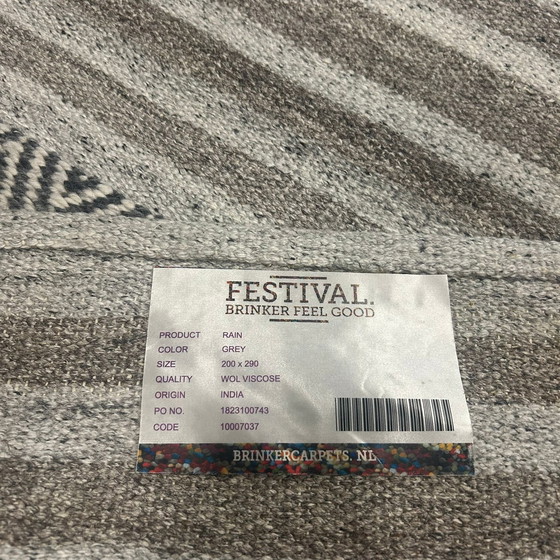 FESTIVAL.
BRINKER FEEL GOOD
PRODUCT RAIN
COLOR GREY
SIZE 200 x 290
QUALITY WOL VISCOSE
ORIGIN INDIA
PO NO. 1823100743
CODE 10007037
BRINKERCARPETS. NL